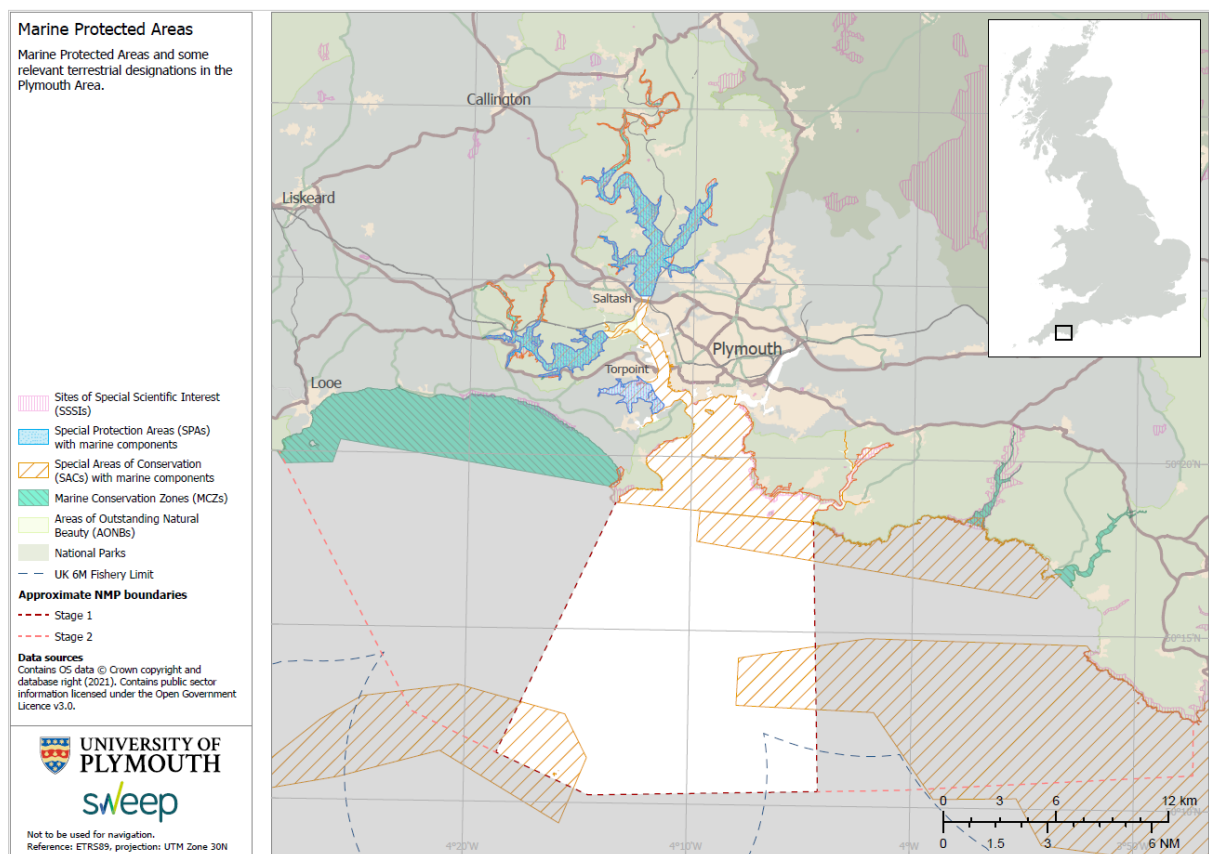 Marine Protected Areas
Marine Protected Areas and some
relevant terrestrial designations in the
Plymouth Area.
Sites of Special Scientific Interest
(SSSIs)
Special Protection Areas (SPAs)
with marine components
Special Areas of Conservation
(SACs) with marine components
Marine Conservation Zones (MCZs)
Areas of Outstanding Natural
Beauty (AONBs)
National Parks
UK 6M Fishery Limit
Approximate NMP boundaries
Stage 1
Stage 2
Data sources
Contains OS data © Crown copyright and
database right (2021). Contains public sector
information licensed under the Open Government
Licence v3.0.
UNIVERSITY OF
PLYMOUTH
sweep
Not to be used for navigation.
Reference: ETRS89, projection: UTM Zone 30N
Callington
Liskeard
Saltash
Plymouth
Torpoint
Looe
50°20'N
50°15'N
50°10'N
0 3 6 12 km
0 1.5 3 6 NM
4°20'W
4°10'W
4°W
3°50'W